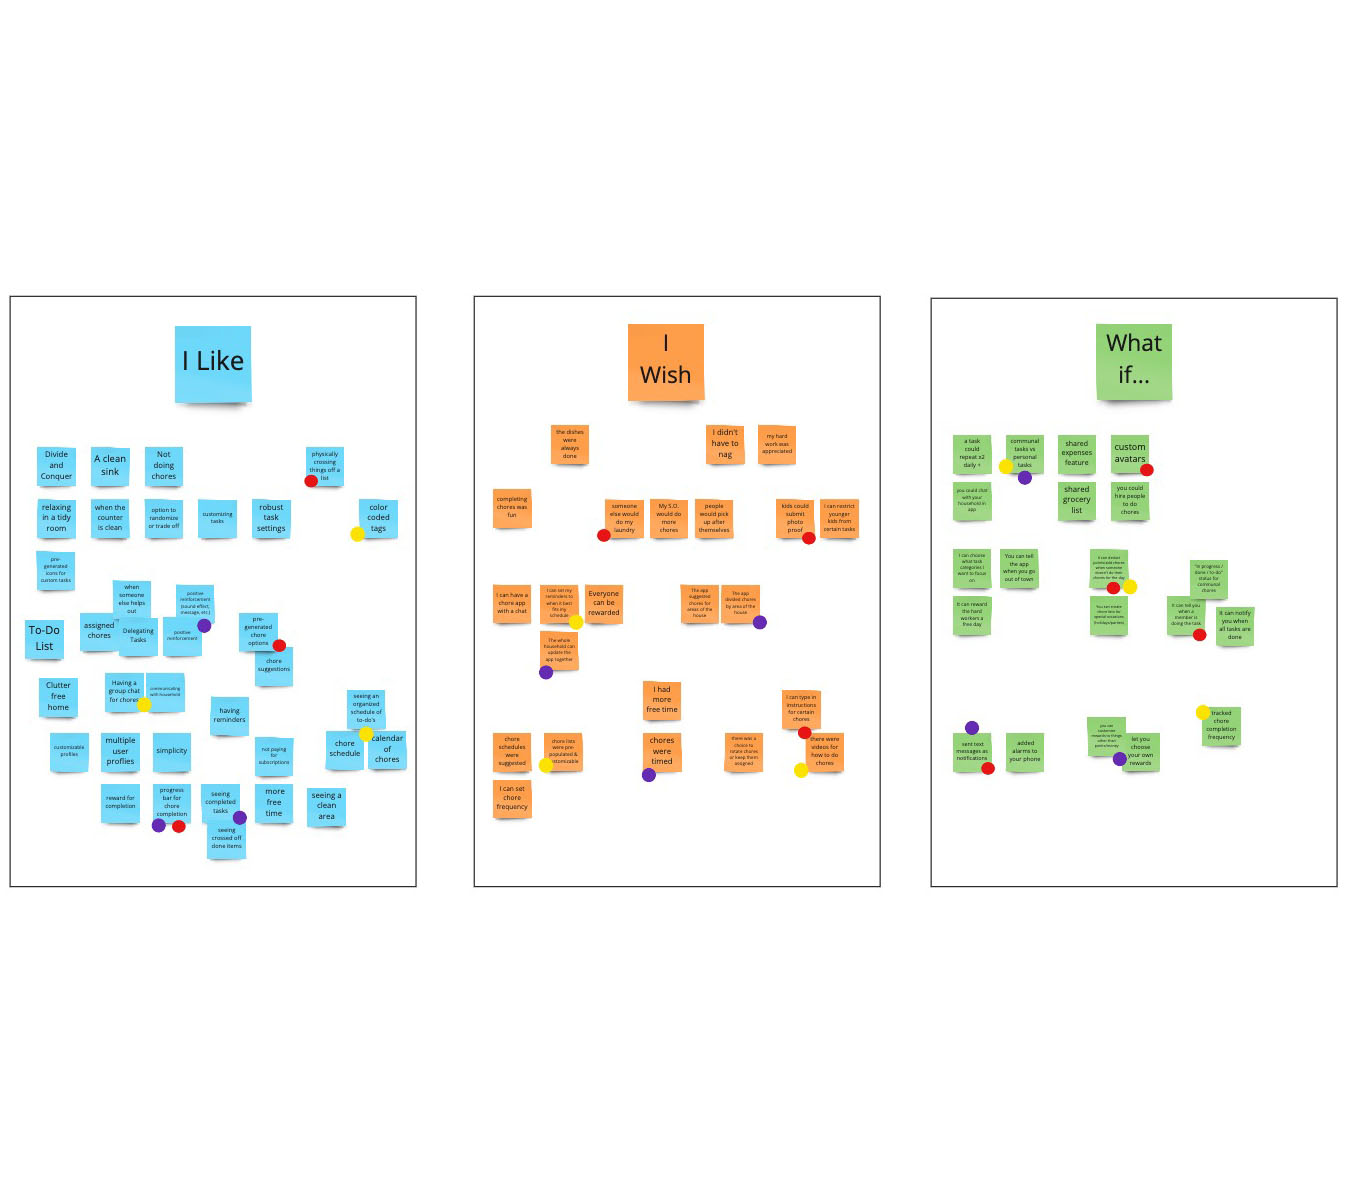 I Like
Divide
and
Conquer
A clean
sink
Not
doing
chores
physically
crossing
things off a
list
relaxing
in a tidy
room
when the
counter
is clean
option to
randomize
or trade off
customizing
tasks
robust
task
settings
color
coded
tags
pre-
generated
icons for
custom tasks
when
someone
else helps
out
positive
reinforcement
(sound effect,
message, etc.)
To-Do
List
assigned
chores
Delegating
Tasks
positive
reinforcement
pre-
generated
chore
options
chore
suggestions
Clutter
free
home
Having a
group chat
for chores
communicating
with household
having
reminders
seeing an
organized
schedule of
to-do's
customizable
profiles
multiple
user
proflies
simplicity
not paying
for
subscriptions
chore
schedule
calendar
of
chores
reward for
completion
progress
bar for
chore
completion
seeing
completed
tasks
more
free
time
seeing a
clean
area
seeing
crossed off
done items
I
Wish
the dishes
were
always
done
I didn't
have to
nag
my hard
work was
appreciated
completing
chores was
fun
someone
else would
do my
laundry
My S.O.
would do
more
chores
people
would pick
up after
themselves
kids could
submit
photo
proof
I can restrict
younger
kids from
certain tasks
I can have a
chore app
with a chat
I can set my
reminders to
when it best
fits my
schedule
Everyone
can be
rewarded
The app
suggested
chores for
areas of the
house
The app
divided chores
by area of the
house
The whole
household can
update the
app together
I had
more
free time
I can type in
instructions
for certain
chores
chore
schedules
were
suggested
chore lists
were pre-
populated &
customizable
chores
were
timed
there was a
choice to
rotate chores
or keep them
assigned
there were
videos for
how to do
chores
I can set
chore
frequency
What
if...
a task
could
repeat x2
daily +
communal
tasks vs
personal
tasks
shared
expenses
feature
custom
avatars
you could chat
with your
household in
app
shared
grocery
list
you could
hire people
to do
chores
I can choose
what task
categories I
want to focus
on
You can tell
the app
when you go
out of town
when someone
doesn't do their
chores for the day
"in progress /
done / to do"
status for
communal
chores
It can reward
the hard
workers a
free day
You can create
chore lists for
special occasions
(holidays/parties)
It can tell you
when a
member is
doing the task
It can notify
you when
all tasks are
done
tracked
chore
completion
frequency
sent text
messages as
notifications
added
alarms to
your phone
you can
customize
rewards to things
other than
points/money
let you
choose
your own
rewards